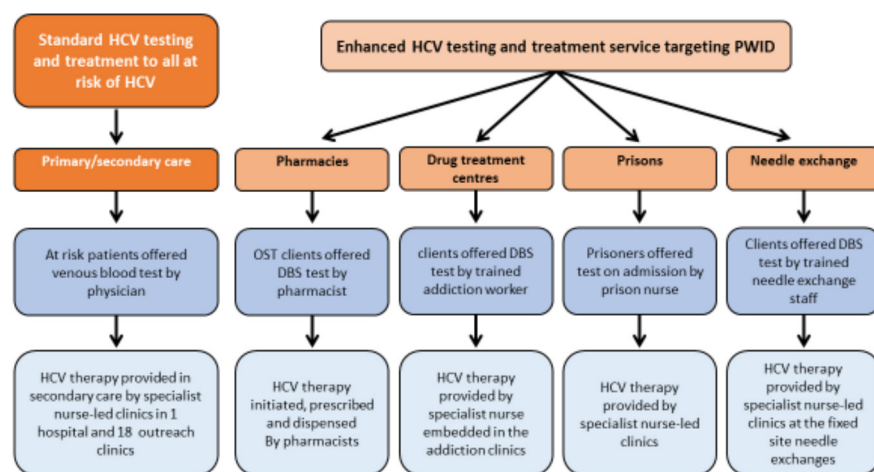 Standard HCV testing
and treatment to all at
risk of HCV
Enhanced HCV testing and treatment service targeting PWID
Primary/secondary care
Pharmacies
Drug treatment
centres
Prisons
Needle exchange
At risk patients offered
venous blood test by
physician
OST clients offered
DBS test by
pharmacist
clients offered DBS
test by trained
addiction worker
Prisoners offered
test on admission by
prison nurse
Clients offered DBS
test by trained
needle exchange
staff
HCV therapy provided in
secondary care by specialist
nurse-led clinics in 1
hospital and 18 outreach
clinics
HCV therapy
initiated, prescribed
and dispensed
By pharmacists
HCV therapy
provided by
specialist nurse
embedded in the
addiction clinics
HCV therapy
provided by
specialist nurse-led
clinics
HCV therapy
provided by
specialist nurse-led
clinics at the fixed
site needle
exchanges